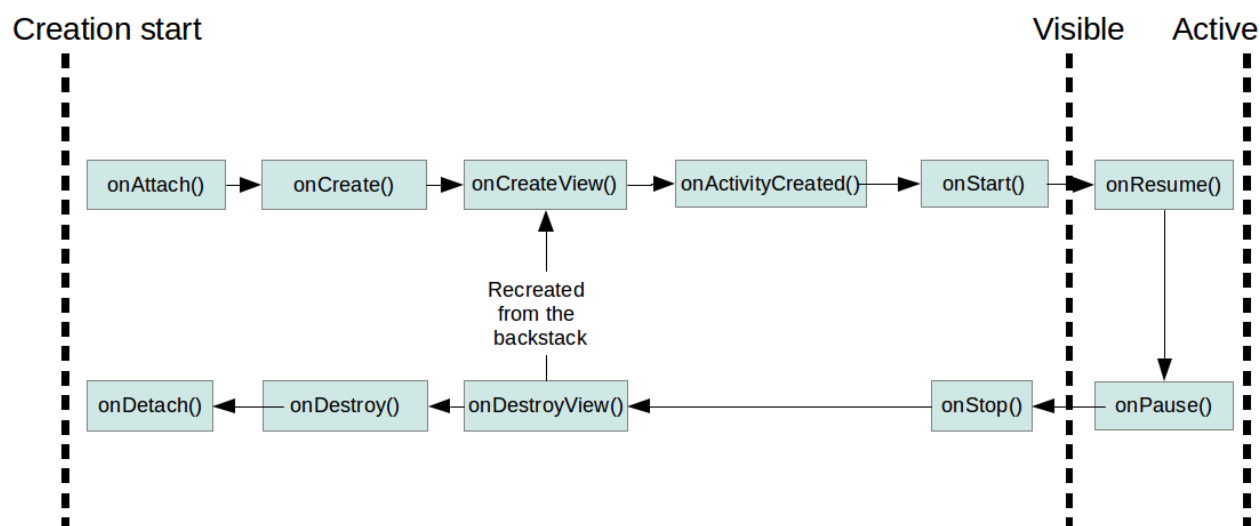 Creation start
Visible
Active
onAttach()
onCreate()
onCreateView()
onActivityCreated()
onStart()
onResume()
Recreated
from the
backstack
onDetach()
onDestroy()
onDestroyView()
onStop()
onPause()